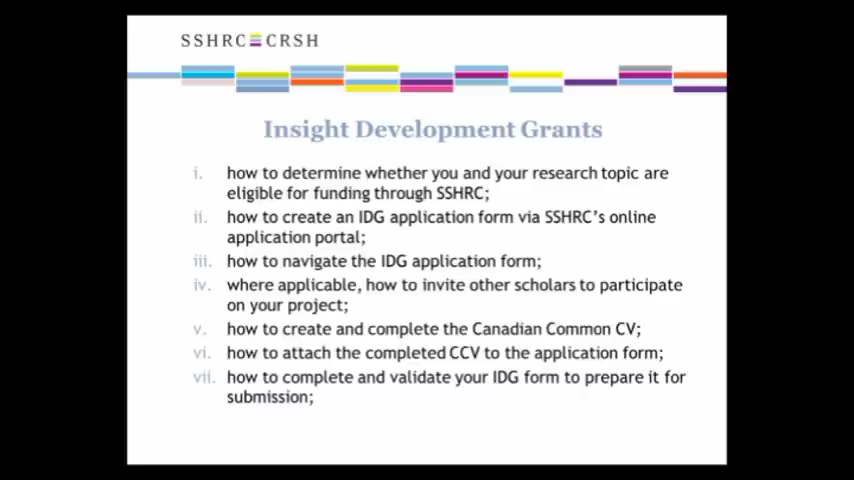 SSHRC CRSH
Insight Development Grants
i. how to determine whether you and your research topic are
eligible for funding through SSHRC;
ii. how to create an IDG application form via SSHRC's online
application portal;
iii. how to navigate the IDG application form;
iv. where applicable, how to invite other scholars to participate
on your project;
v. how to create and complete the Canadian Common CV;
vi. how to attach the completed CCV to the application form;
vii. how to complete and validate your IDG form to prepare it for
submission;